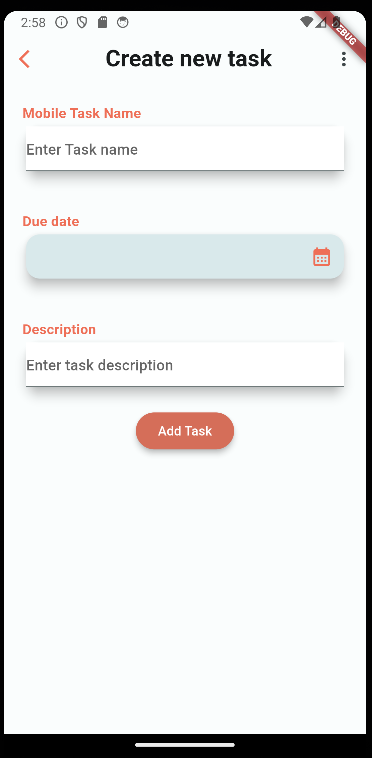 2:58
DEBUG
Create new task
Mobile Task Name
Enter Task name
Due date
Description
Enter task description
Add Task